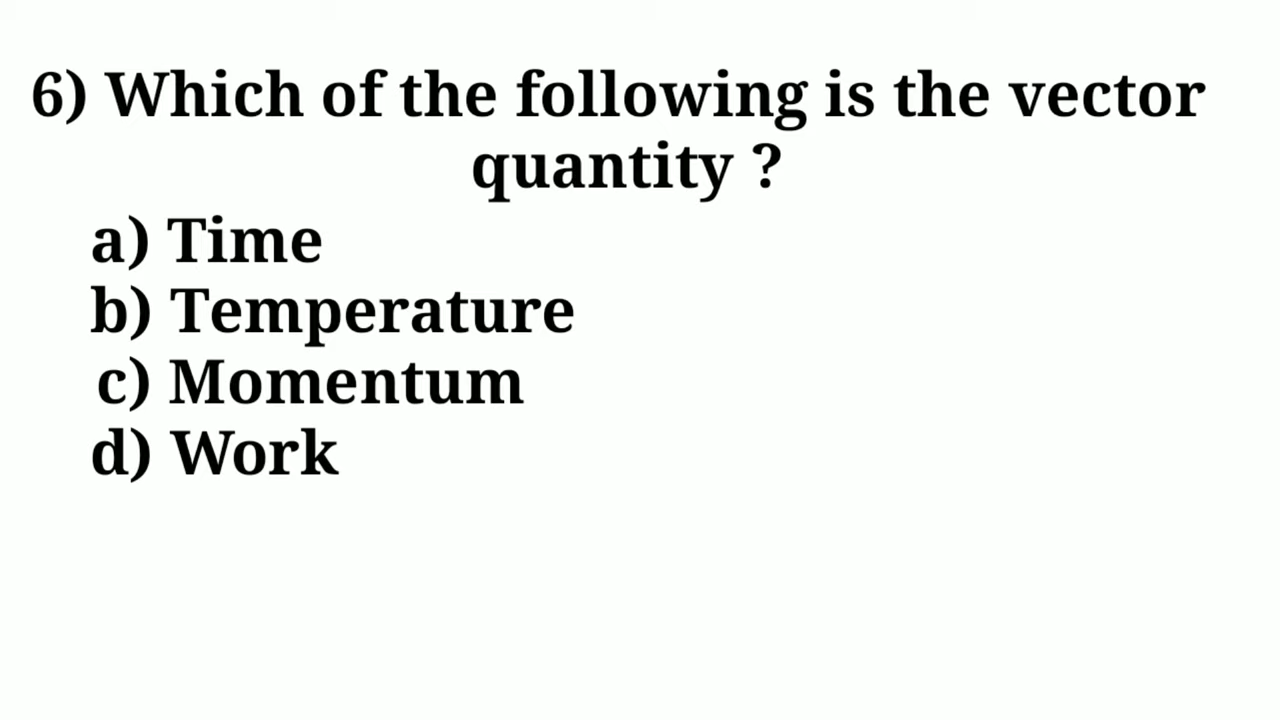 6) Which of the following is the vector
quantity ?
a) Time
b) Temperature
c) Momentum
d) Work